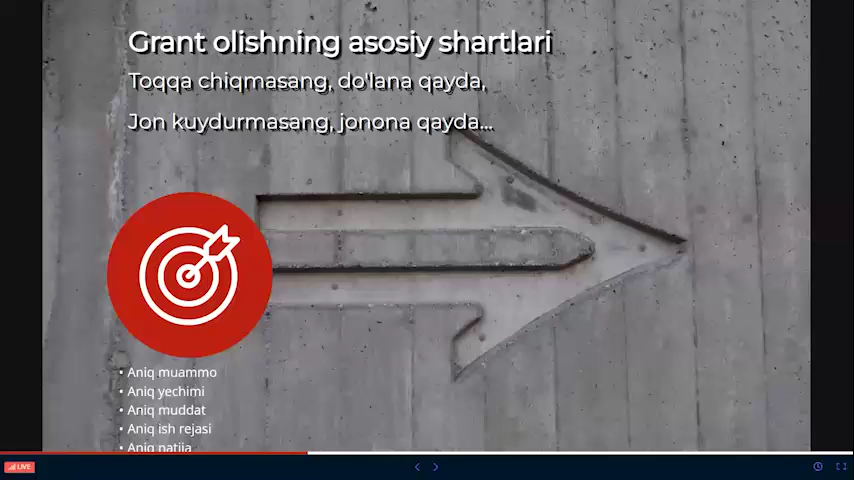 Grant olishning asosiy shartlari
Toqqa chiqmasang, do'lana qayda,
Jon kuydurmasang, jonona qayda...
• Aniq muammo
• Aniq yechimi
• Aniq muddat
• Aniq ish rejasi
• Aniq natija
LIVE